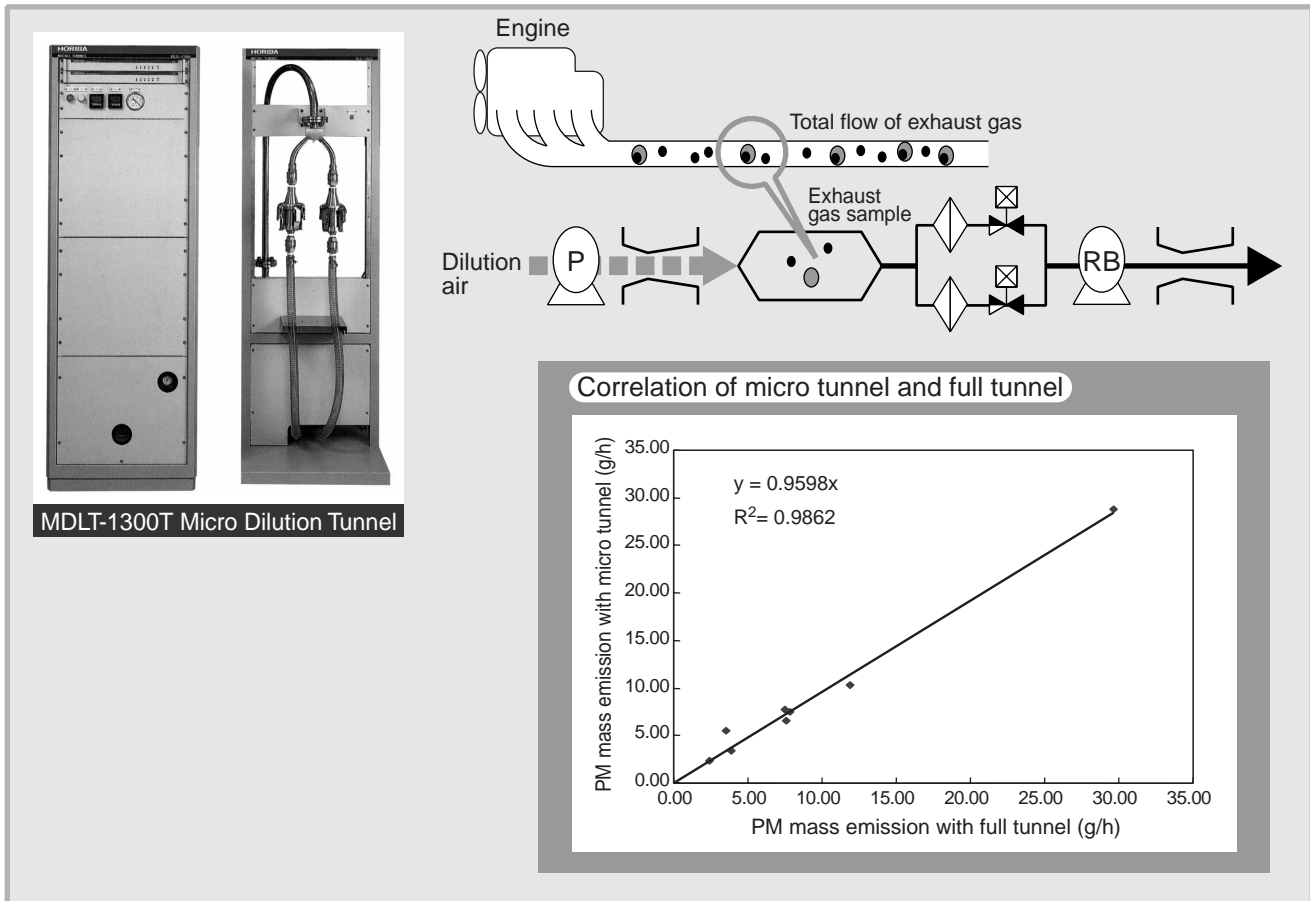 HORIBA
HORIBA
MDLT-1300T Micro Dilution Tunnel
Engine
Total flow of exhaust gas
Exhaust
gas sample
Dilution
air
P
RB
Correlation of micro tunnel and full tunnel
PM mass emission with micro tunnel (g/h)
35.00
30.00
25.00
20.00
15.00
10.00
5.00
0.00
y = 0.9598x
R²= 0.9862
0.00 5.00 10.00 15.00 20.00 25.00 30.00 35.00
PM mass emission with full tunnel (g/h)